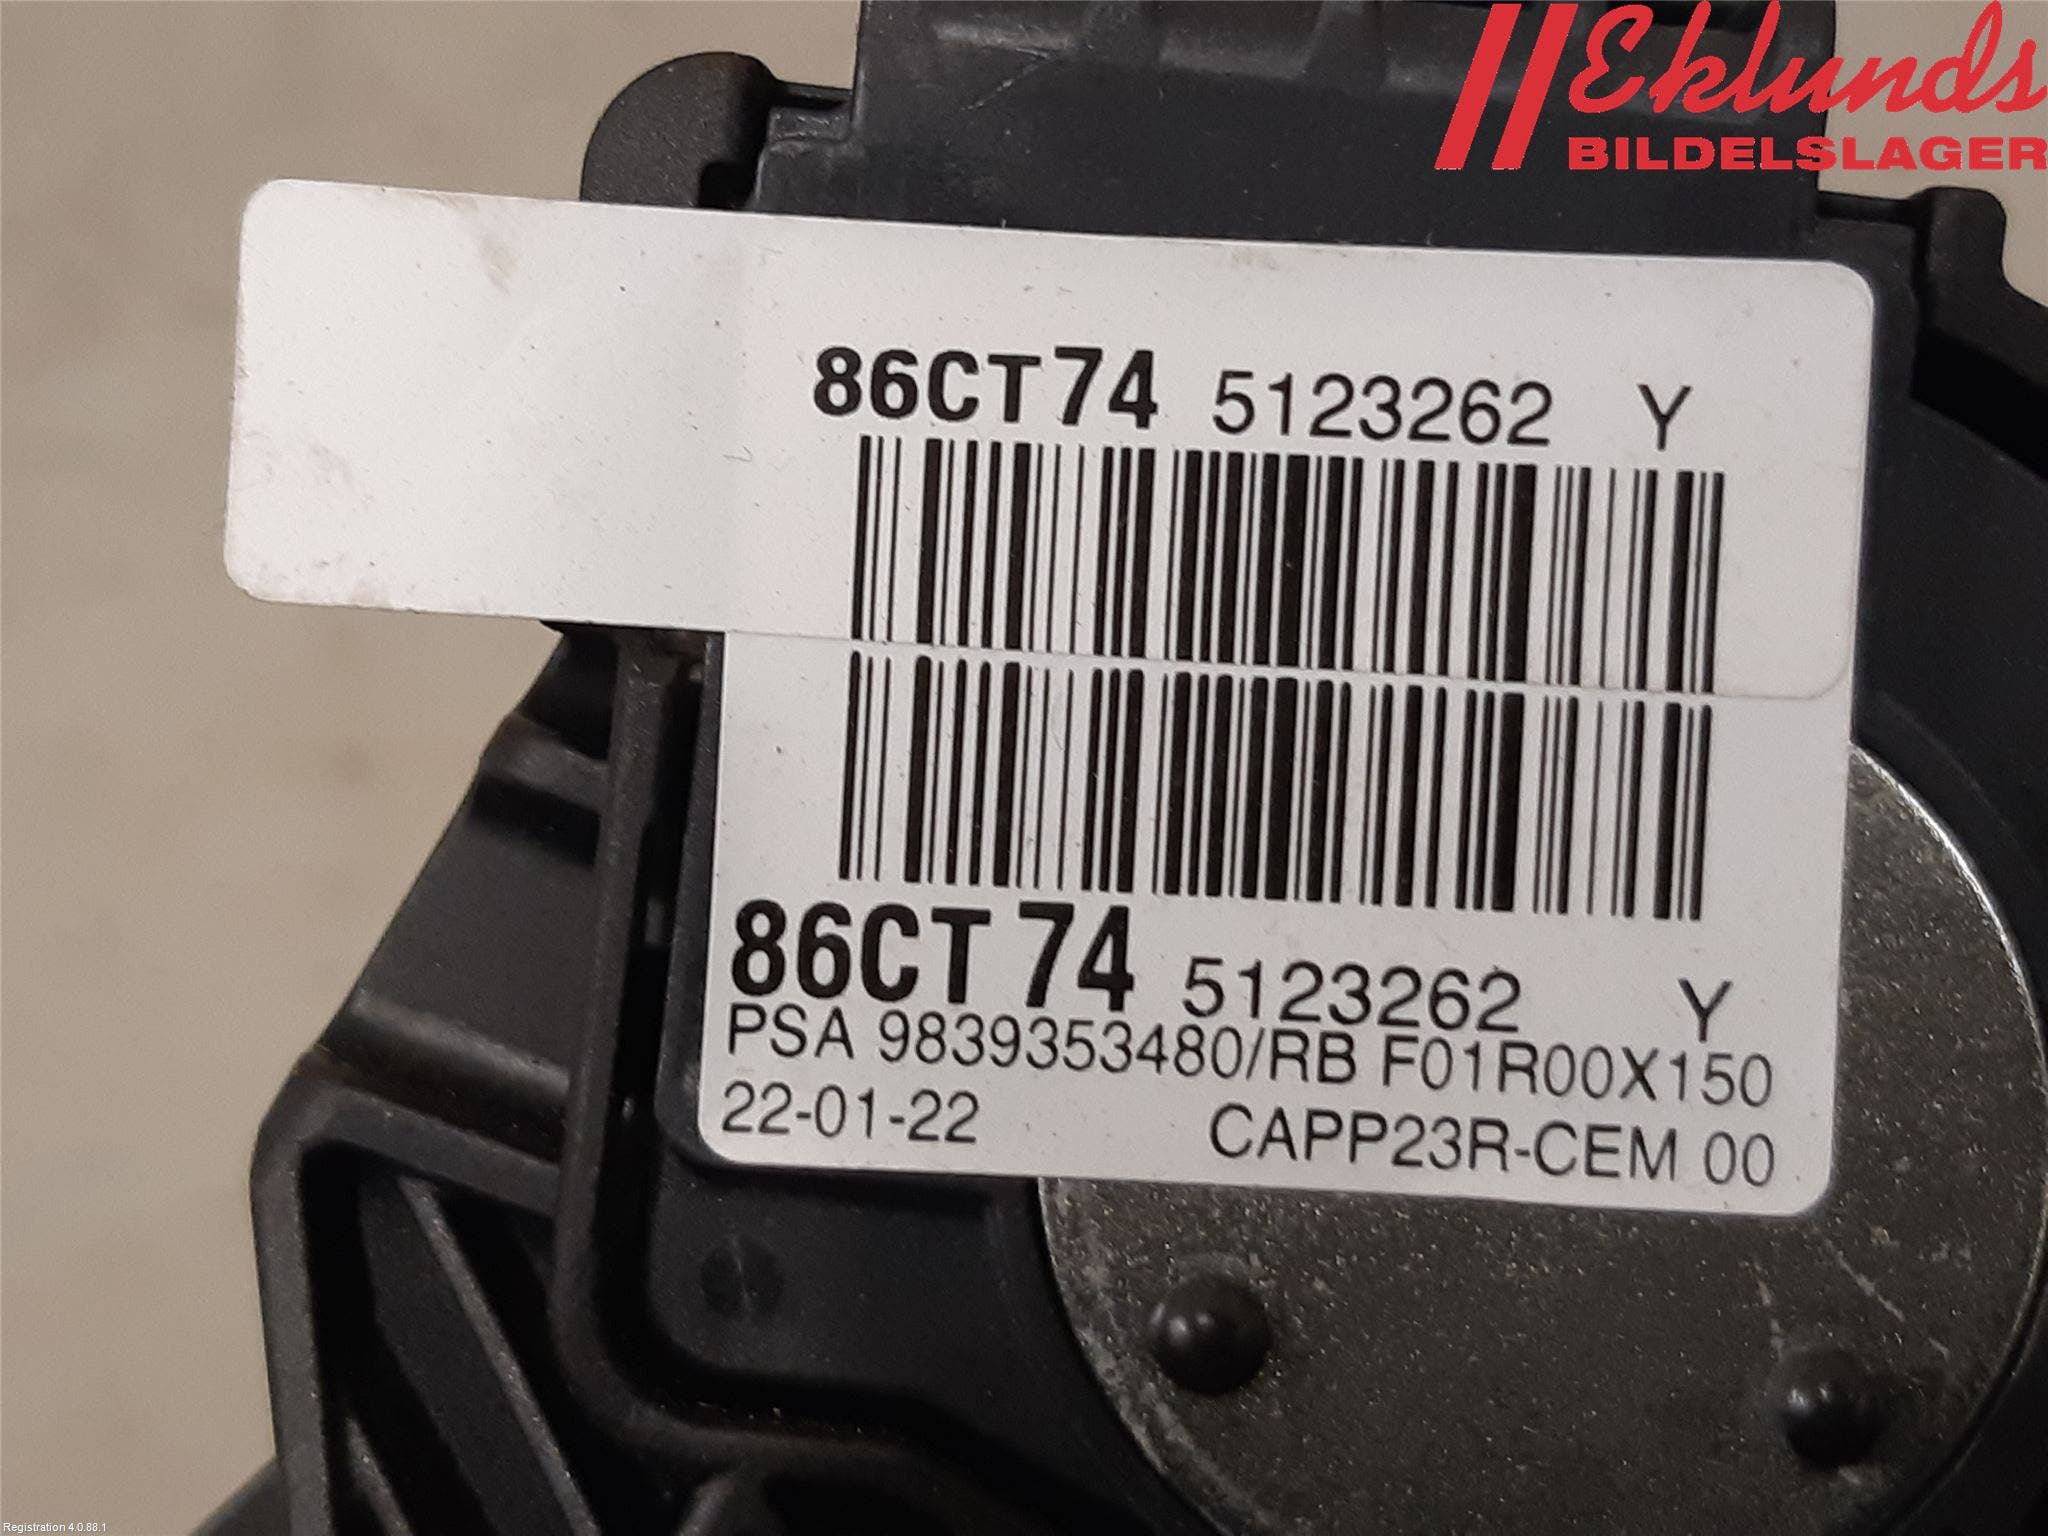 Eklunds
BILDELSLAGER
86CT74 5123262 Y
86CT74 5123262 Y
PSA 9839353480/RB F01R00X150
22-01-22 CAPP23R-CEM 00
Registration 4.0.88.1